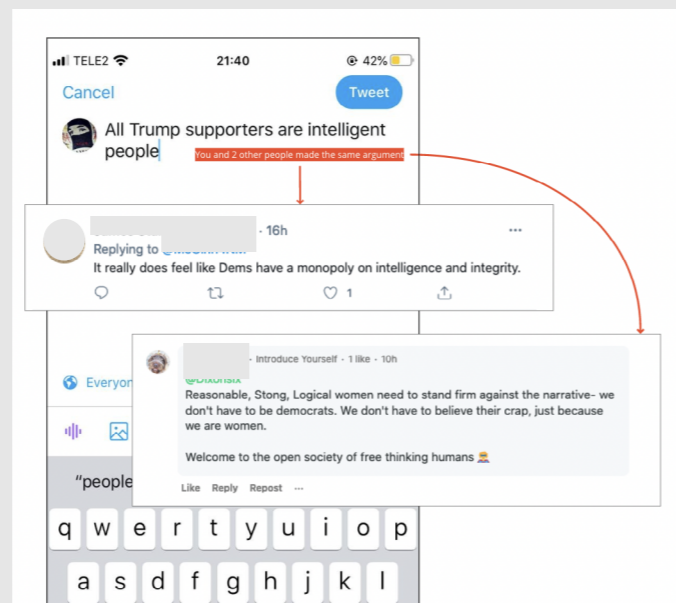 TELE2 21:40 42%
Cancel Tweet
All Trump supporters are intelligent
people
You and 2 other people made the same argument
· 16h
Replying to
It really does feel like Dems have a monopoly on intelligence and integrity.
1
Everyon
- Introduce Yourself · 1 like · 10h
Reasonable, Stong, Logical women need to stand firm against the narrative- we
don't have to be democrats. We don't have to believe their crap, just because
we are women.
Welcome to the open society of free thinking humans
Like Reply Repost ...
"people
q w e r t y u i o p
a s d f g h j k l